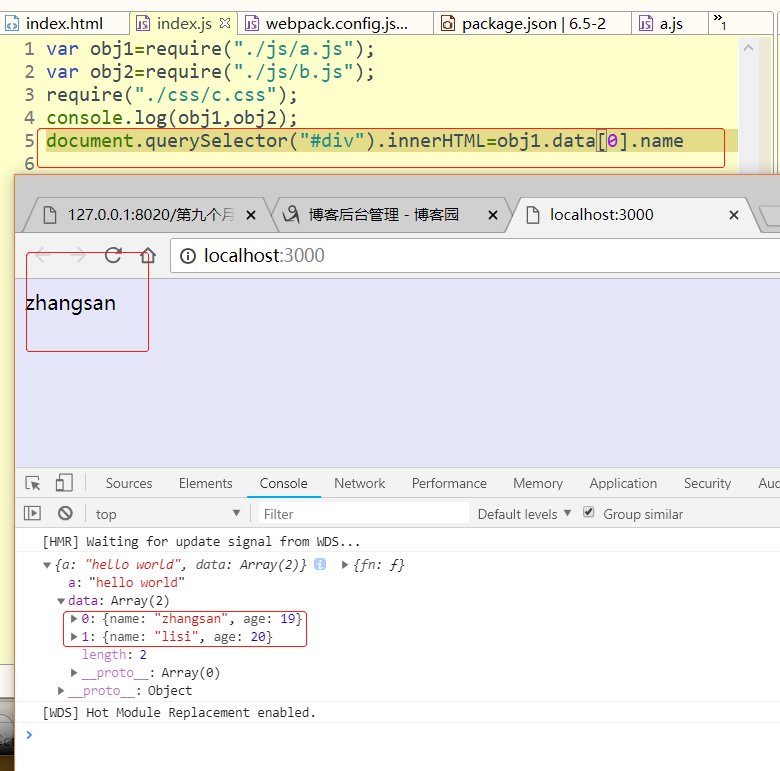 index.html index.js webpack.config.js... package.json | 6.5-2 a.js »1
1 var obj1=require("./js/a.js");
2 var obj2=require("./js/b.js");
3 require("./css/c.css");
4 console.log(obj1,obj2);
5 document.querySelector("#div").innerHTML=obj1.data[0].name
6
127.0.0.1:8020/第九个月 博客后台管理 - 博客园 localhost:3000
localhost:3000
zhangsan
Sources Elements Console Network Performance Memory Application Security Auc
top Filter Default levels Group similar
[HMR] Waiting for update signal from WDS...
{a: "hello world", data: Array(2)} {fn: ƒ}
a: "hello world"
data: Array(2)
0: {name: "zhangsan", age: 19}
1: {name: "lisi", age: 20}
length: 2
__proto__: Array(0)
__proto__: Object
[WDS] Hot Module Replacement enabled.